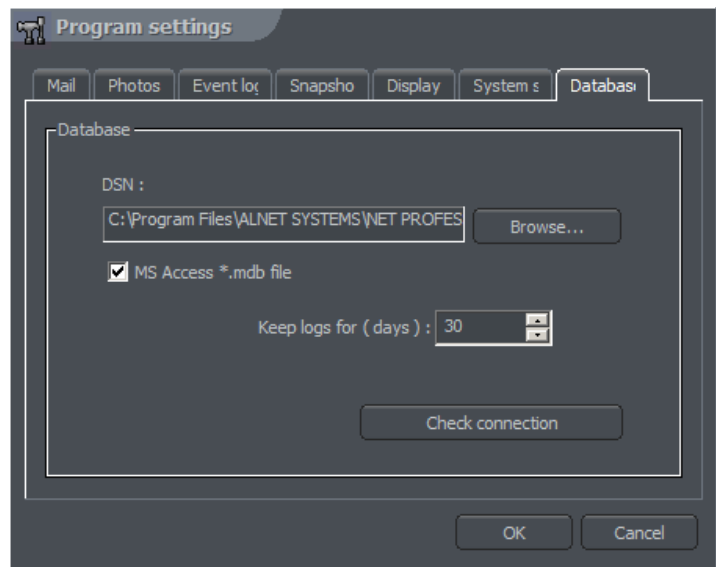 Program settings
Mail Photos Event log Snapsho Display System s Databas
Database
DSN :
C:\Program Files\ALNET SYSTEMS\NET PROFES Browse...
MS Access *.mdb file
Keep logs for ( days ) : 30
Check connection
OK Cancel